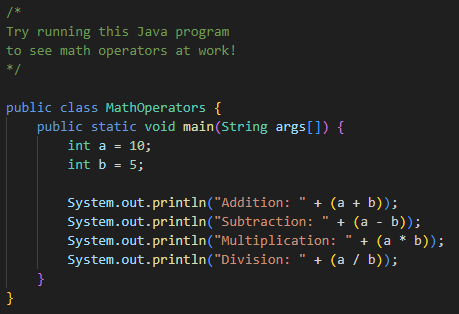 /*
Try running this Java program
to see math operators at work!
*/
public class MathOperators {
public static void main(String args[]) {
int a = 10;
int b = 5;
System.out.println("Addition: " + (a + b));
System.out.println("Subtraction: " + (a - b));
System.out.println("Multiplication: " + (a * b));
System.out.println("Division: " + (a / b));
}
}